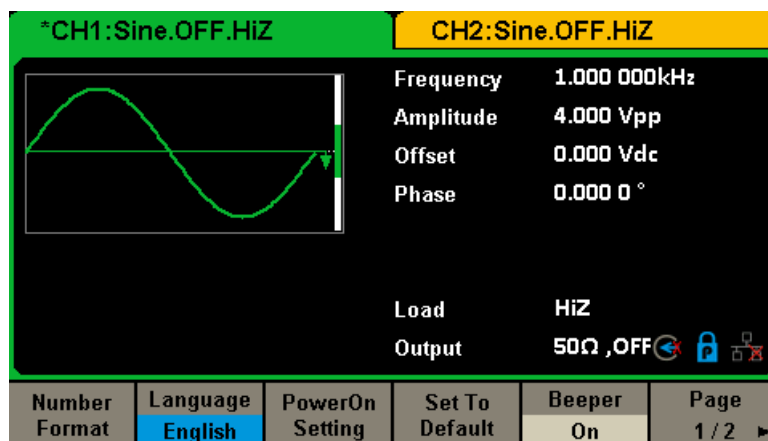 *CH1:Sine.OFF.HiZ CH2:Sine.OFF.HiZ
Frequency 1.000 000kHz
Amplitude 4.000 Vpp
Offset 0.000 Vdc
Phase 0.000 0 °
Load HiZ
Output 50Ω ,OFF P
Number Format Language English PowerOn Setting Set To Default Beeper On Page 1 / 2 ►